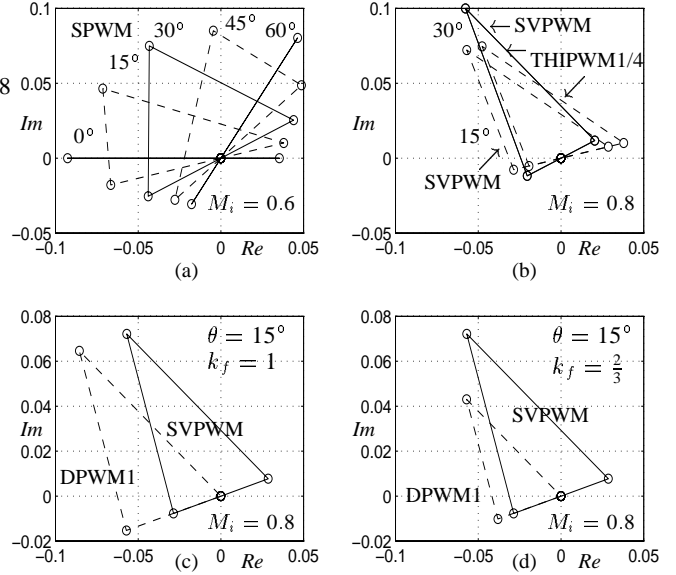 8
0.1
0.05
Im
0
−0.05
−0.1
−0.05
0
Re
0.05
SPWM
15°
30°
45°
60°
0°
M_i = 0.6
(a)
0.1
0.05
Im
0
−0.05
−0.1
−0.05
0
Re
0.05
30°
SVPWM
THIPWM1/4
15°
SVPWM
M_i = 0.8
(b)
0.08
0.06
0.04
Im
0.02
0
−0.02
−0.1
−0.05
0
Re
0.05
θ = 15°
k_f = 1
SVPWM
DPWM1
M_i = 0.8
(c)
0.08
0.06
0.04
Im
0.02
0
−0.02
−0.1
−0.05
0
Re
0.05
θ = 15°
k_f = 2/3
SVPWM
DPWM1
M_i = 0.8
(d)